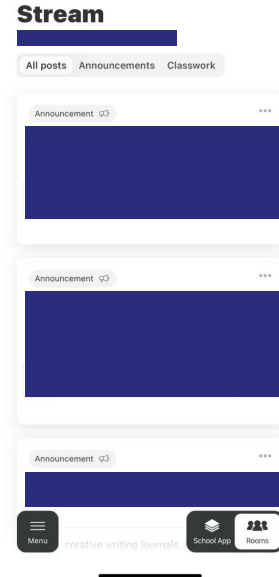 Stream
All posts Announcements Classwork
Announcement
Announcement
Announcement
creative writing journals
Menu School App Rooms